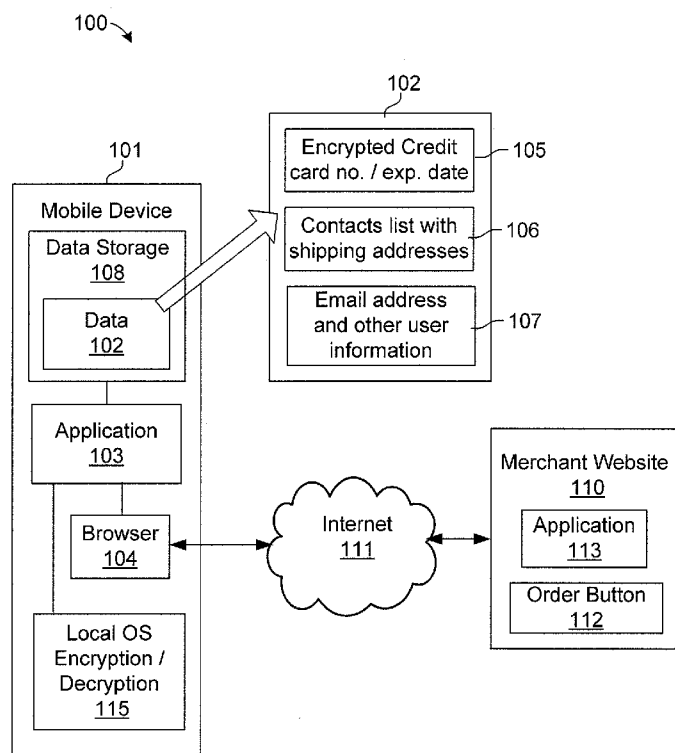 100
102
Encrypted Credit
card no. / exp. date
105
Contacts list with
shipping addresses
106
Email address
and other user
information
107
101
Mobile Device
Data Storage
108
Data
102
Application
103
Browser
104
Local OS
Encryption /
Decryption
115
Internet
111
Merchant Website
110
Application
113
Order Button
112